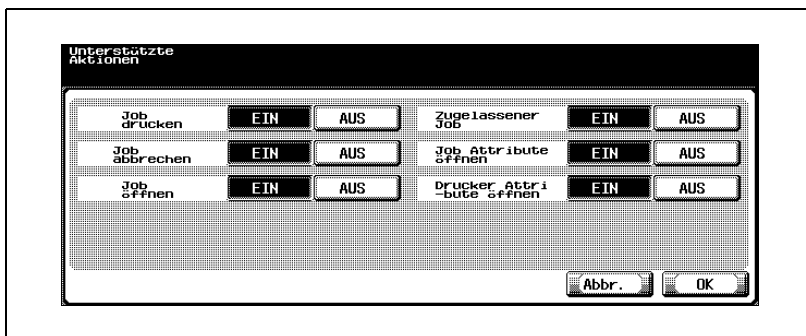 Unterstützte
Aktionen
Job
drucken
EIN
AUS
Zugelassener
Job
EIN
AUS
Job
abbrechen
EIN
AUS
Job Attribute
öffnen
EIN
AUS
Job
öffnen
EIN
AUS
Drucker Attri
-bute öffnen
EIN
AUS
Abbr.
OK